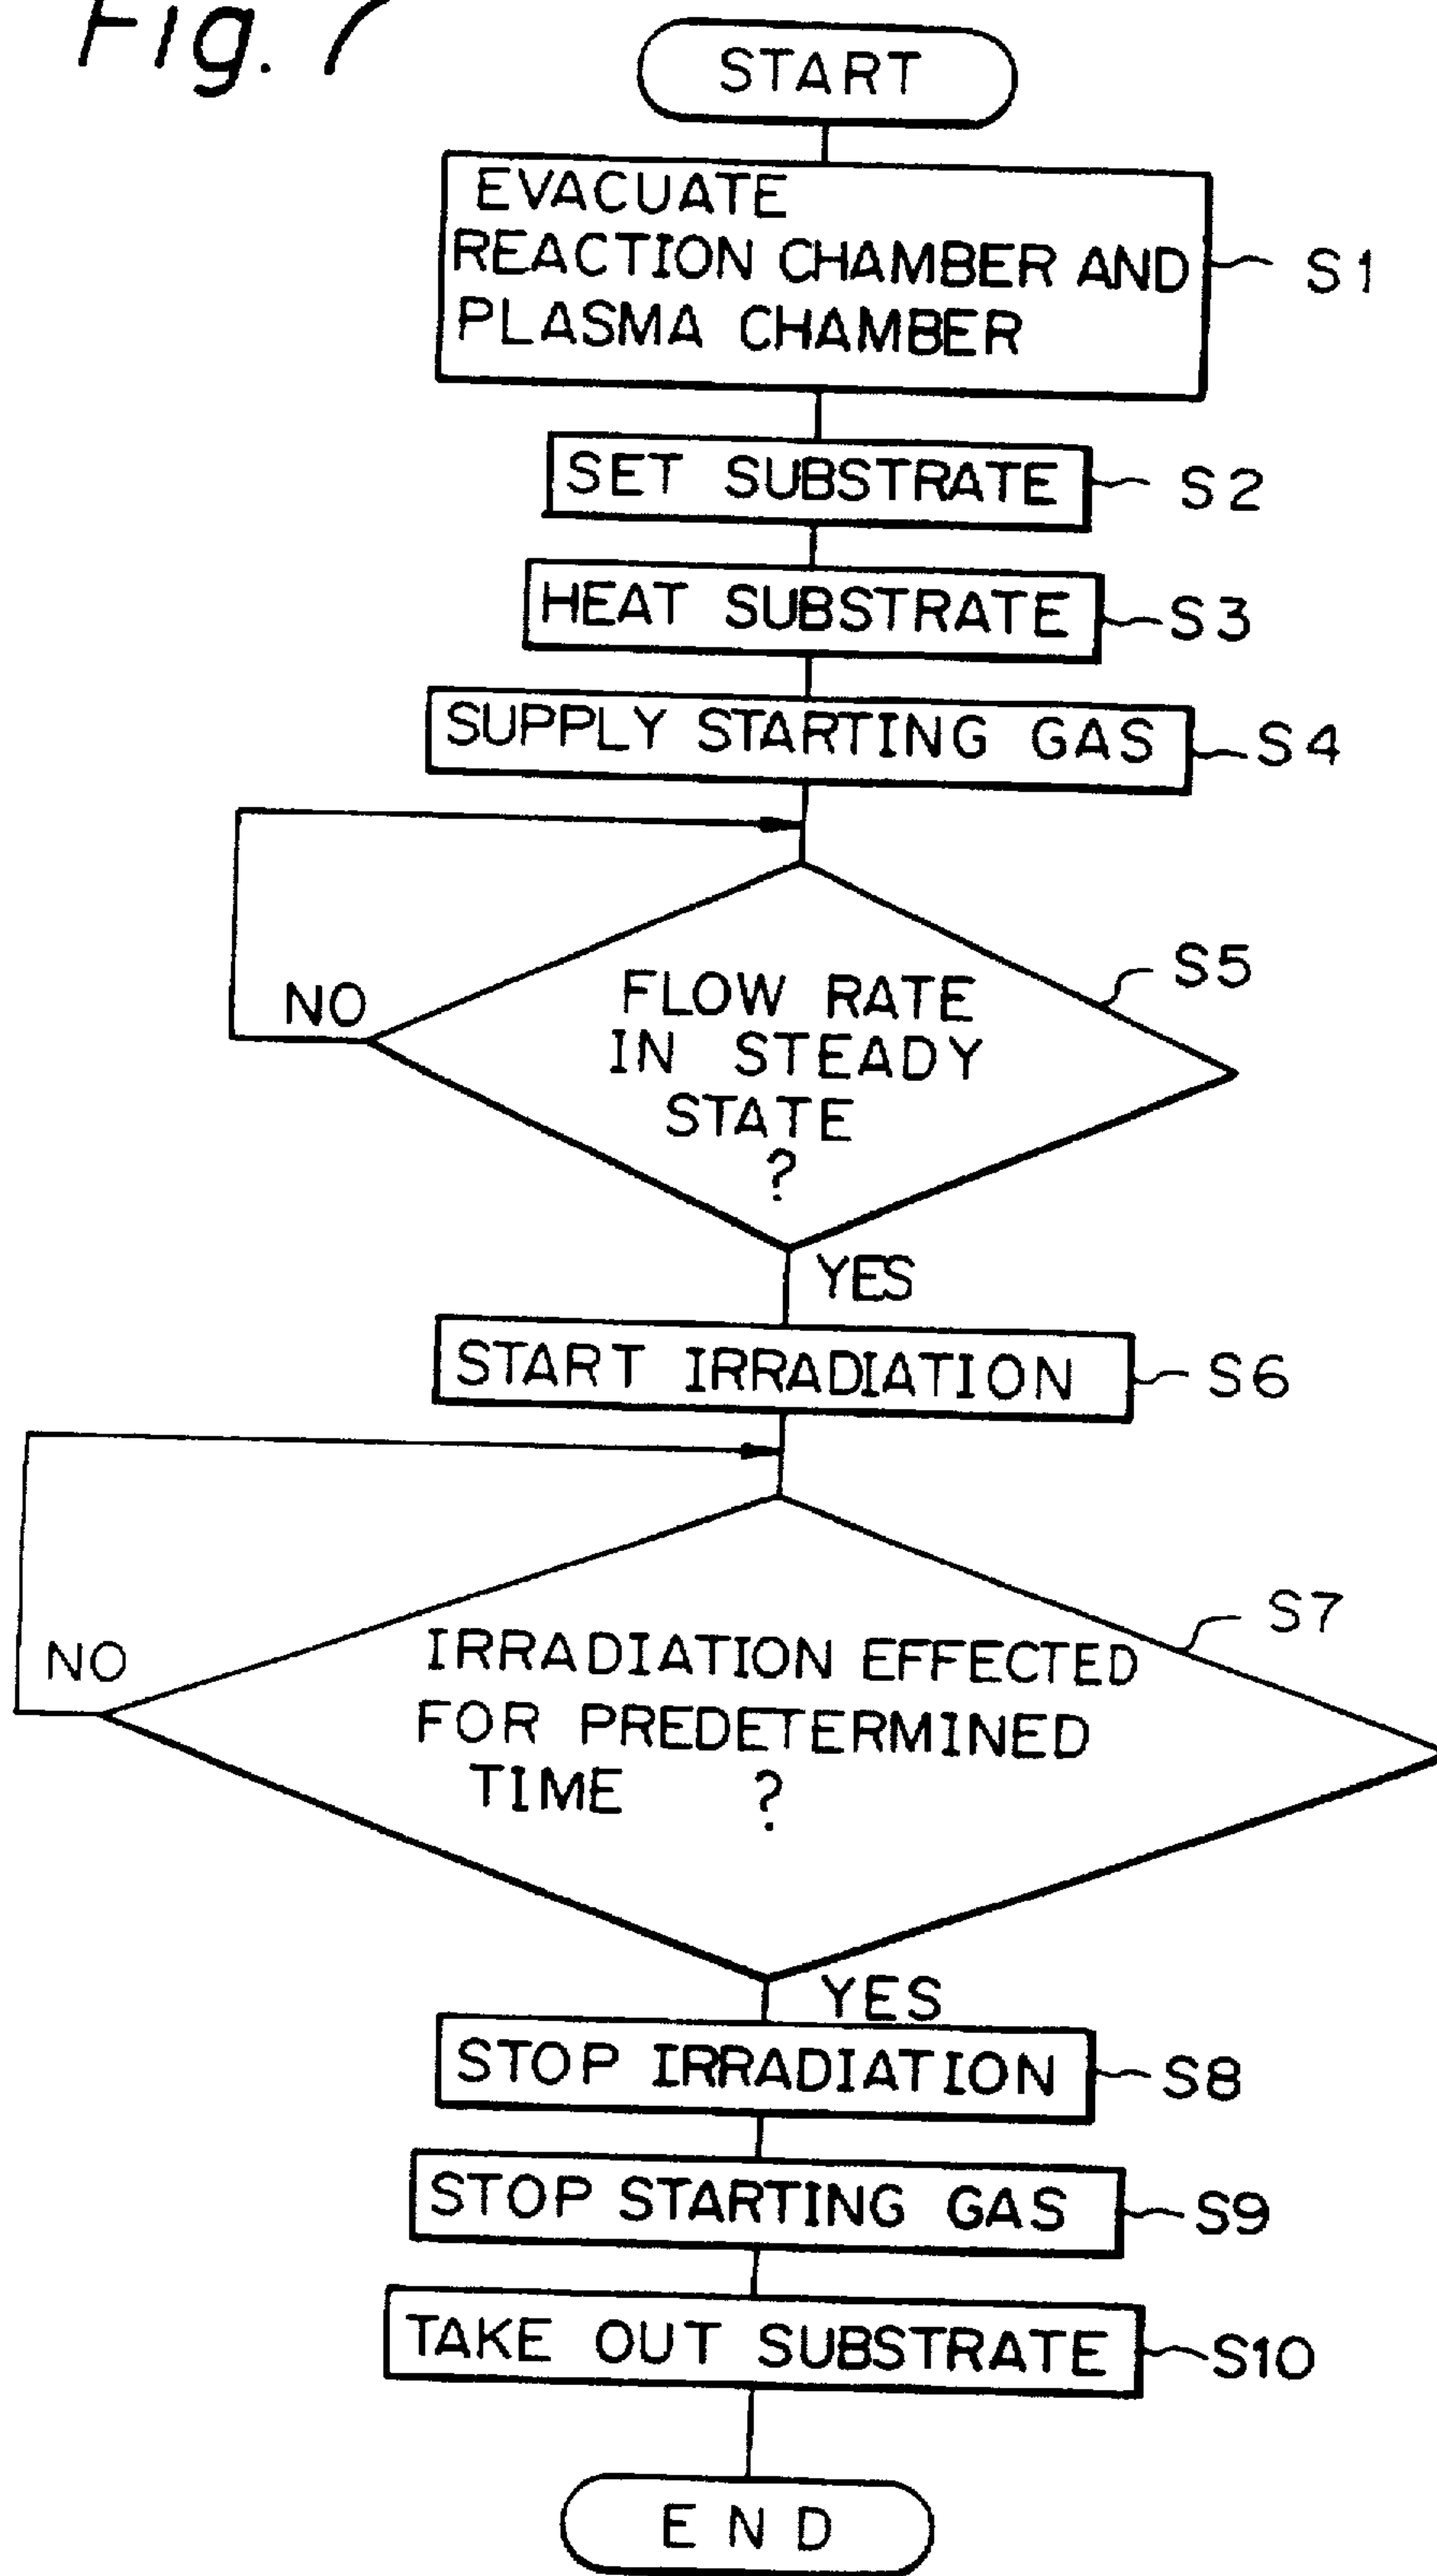 Fig. 7
START
EVACUATE
REACTION CHAMBER AND
PLASMA CHAMBER
S1
SET SUBSTRATE
S2
HEAT SUBSTRATE
S3
SUPPLY STARTING GAS
S4
S5
NO
FLOW RATE
IN STEADY
STATE
?
YES
START IRRADIATION
S6
S7
NO
IRRADIATION EFFECTED
FOR PREDETERMINED
TIME ?
YES
STOP IRRADIATION
S8
STOP STARTING GAS
S9
TAKE OUT SUBSTRATE
S10
END